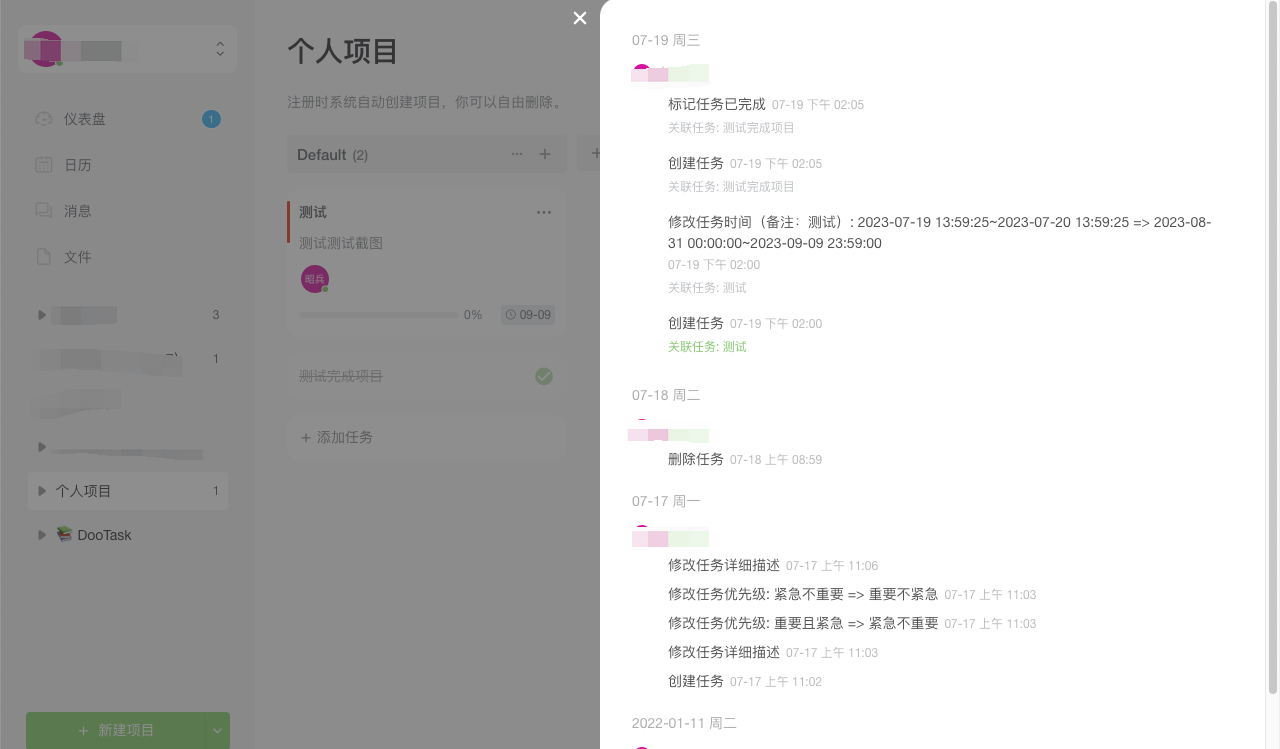 仪表盘
1
日历
消息
文件
3
1
个人项目
1
📚 DooTask
+ 新建项目
个人项目
注册时系统自动创建项目，你可以自由删除。
Default (2)
测试
测试测试截图
昭兵
0%
09-09
测试完成项目
+ 添加任务
07-19 周三
标记任务已完成 07-19 下午 02:05
关联任务: 测试完成项目
创建任务 07-19 下午 02:05
关联任务: 测试完成项目
修改任务时间（备注：测试）: 2023-07-19 13:59:25~2023-07-20 13:59:25 => 2023-08-
31 00:00:00~2023-09-09 23:59:00
07-19 下午 02:00
关联任务: 测试
创建任务 07-19 下午 02:00
关联任务: 测试
07-18 周二
删除任务 07-18 上午 08:59
07-17 周一
修改任务详细描述 07-17 上午 11:06
修改任务优先级: 紧急不重要 => 重要不紧急 07-17 上午 11:03
修改任务优先级: 重要且紧急 => 紧急不重要 07-17 上午 11:03
修改任务详细描述 07-17 上午 11:03
创建任务 07-17 上午 11:02
2022-01-11 周二